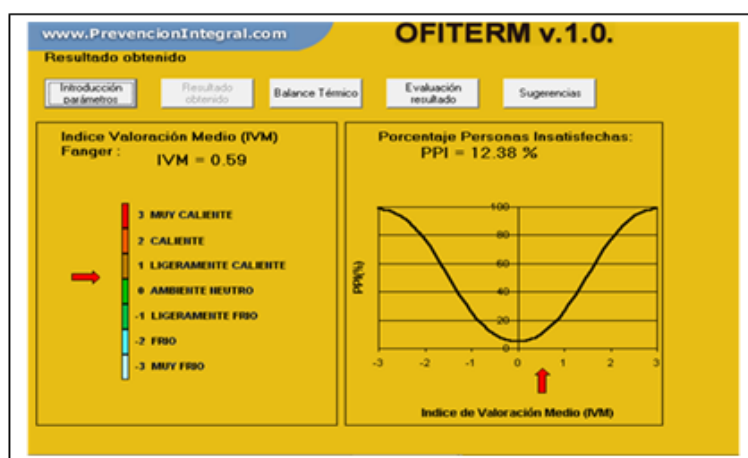 www.PrevencionIntegral.com
OFITERM v.1.0.
Resultado obtenido
Introducción parámetros
Resultado obtenido
Balance Térmico
Evaluación resultado
Sugerencias
Indice Valoración Medio (IVM)
Fanger :
IVM = 0.59
3 MUY CALIENTE
2 CALIENTE
1 LIGERAMENTE CALIENTE
0 AMBIENTE NEUTRO
-1 LIGERAMENTE FRIO
-2 FRIO
-3 MUY FRIO
Porcentaje Personas Insatisfechas:
PPI = 12.38 %
PPI(%)
100
80
60
40
20
0
-3 -2 -1 0 1 2 3
Indice de Valoración Medio (IVM)